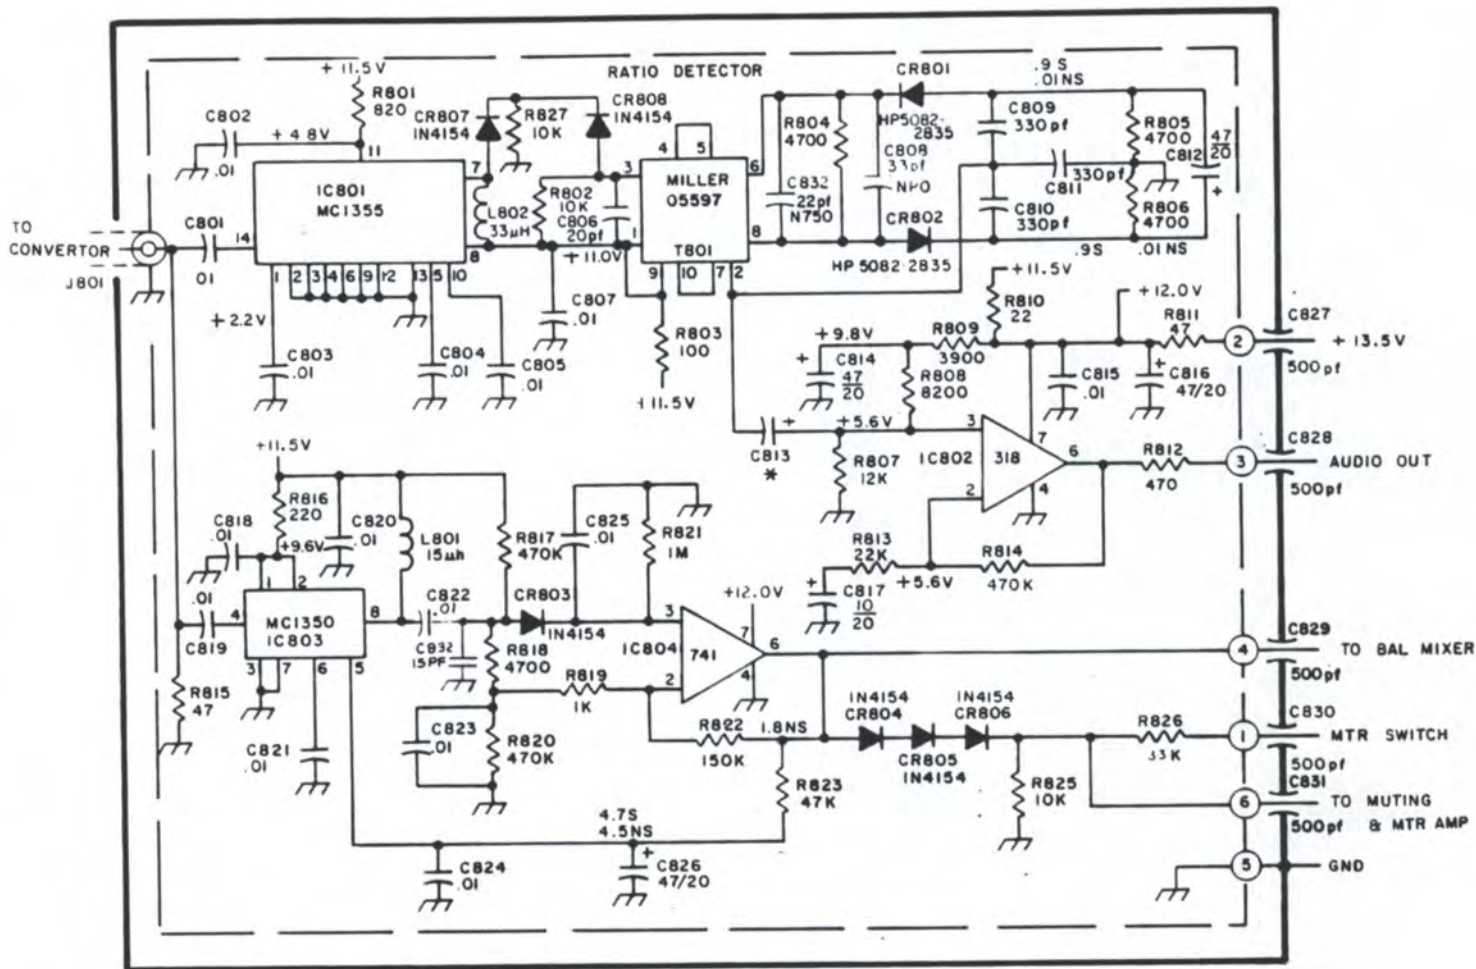 RATIO DETECTOR
+ 11.5V
R801
820
C802
.01
+ 4.8V
11
CR807
IN4154
R827
10K
CR808
IN4154
7
IC801
MC1355
14
8
1 2 3 4 6 9 12 13 5 10
TO
CONVERTOR
J801
C801
.01
+ 2.2V
C803
.01
C804
.01
C805
.01
L802
33µH
R802
10K
C806
20pf
+ 11.0V
C807
.01
3
4
5
6
MILLER
05597
T801
1
8
9
10
7
2
R803
100
+11.5V
CR801
HP5082-
2835
R804
4700
C832
22pf
N750
C808
33pf
NPO
CR802
HP 5082-2835
.9 S
.01NS
C809
330pf
C810
330pf
C811
330pf
R805
4700
R806
4700
C812
47
20
+
.9S
.01NS
+11.5V
R810
22
+12.0V
R811
47
2
C827
+ 13.5V
500pf
+9.8V
R809
3900
+
C814
47
20
R808
8200
C815
.01
+
C816
47/20
C813
*
+
+5.6V
R807
12K
3
IC802
318
7
6
2
4
R812
470
3
C828
AUDIO OUT
500pf
R813
22K
+5.6V
R814
470K
+
C817
10
20
+11.5V
R816
220
C818
.01
+9.6V
C820
.01
L801
15µh
R817
470K
C825
.01
R821
1M
.01
C819
4
1
2
MC1350
IC803
8
3
7
6
5
R815
47
C821
.01
C822
.01
C832
15PF
CR803
IN4154
R818
4700
R819
1K
C823
.01
R820
470K
+12.0V
3
IC804
741
7
6
2
4
4
C829
TO BAL MIXER
500pf
R822
150K
1.8NS
IN4154
CR804
CR805
IN4154
IN4154
CR806
R823
47K
R825
10K
R826
33K
1
C830
MTR SWITCH
500pf
C831
6
TO MUTING
& MTR AMP
500pf
5
GND
4.7S
4.5NS
C824
.01
+
C826
47/20